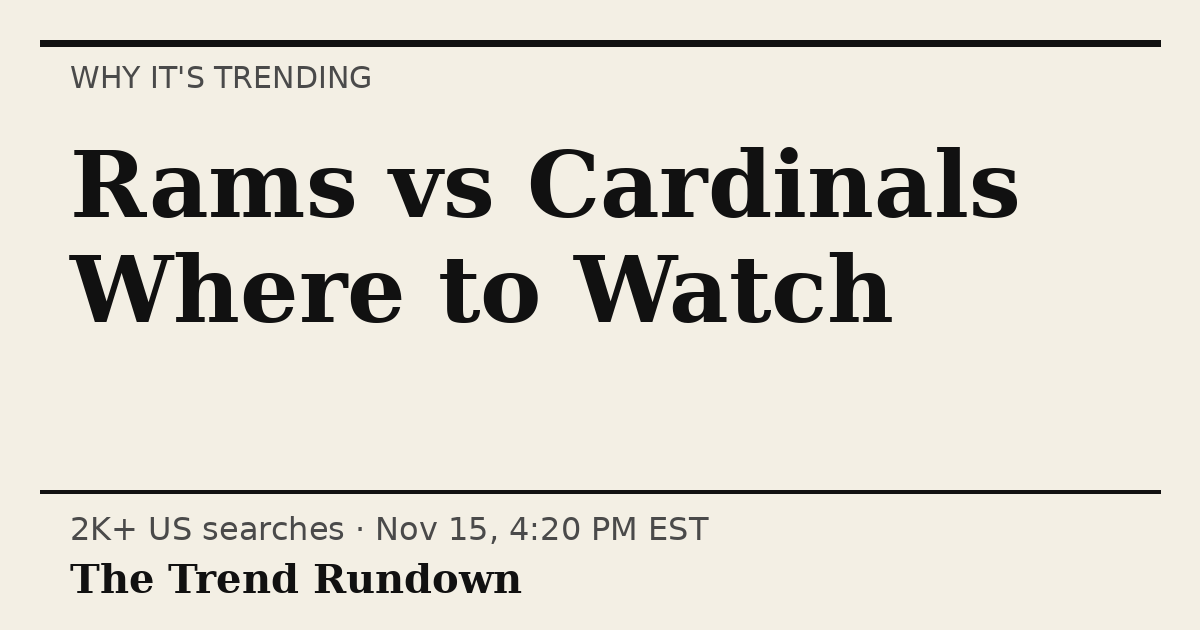 WHY IT'S TRENDING
Rams vs Cardinals
Where to Watch
2K+ US searches · Nov 15, 4:20 PM EST
The Trend Rundown